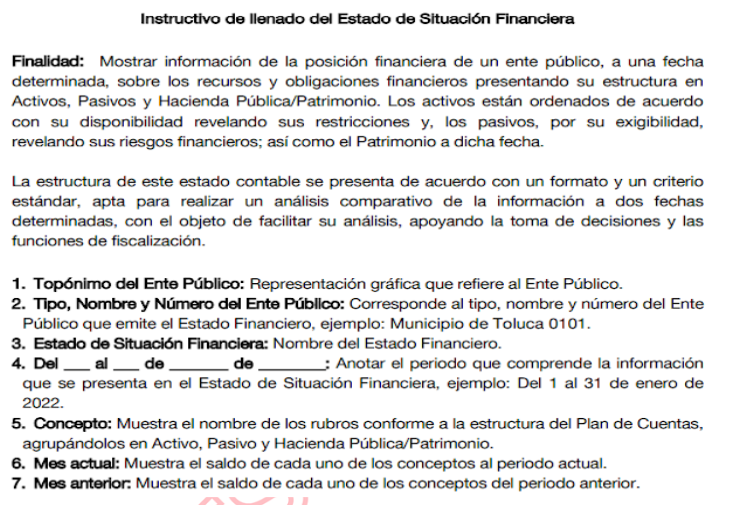 Instructivo de llenado del Estado de Situación Financiera
Finalidad: Mostrar información de la posición financiera de un ente público, a una fecha
determinada, sobre los recursos y obligaciones financieros presentando su estructura en
Activos, Pasivos y Hacienda Pública/Patrimonio. Los activos están ordenados de acuerdo
con su disponibilidad revelando sus restricciones y, los pasivos, por su exigibilidad,
revelando sus riesgos financieros; así como el Patrimonio a dicha fecha.
La estructura de este estado contable se presenta de acuerdo con un formato y un criterio
estándar, apta para realizar un análisis comparativo de la información a dos fechas
determinadas, con el objeto de facilitar su análisis, apoyando la toma de decisiones y las
funciones de fiscalización.
1. Topónimo del Ente Público: Representación gráfica que refiere al Ente Público.
2. Tipo, Nombre y Número del Ente Público: Corresponde al tipo, nombre y número del Ente
Público que emite el Estado Financiero, ejemplo: Municipio de Toluca 0101.
3. Estado de Situación Financiera: Nombre del Estado Financiero.
4. Del ___ al ___ de _______ de ________: Anotar el periodo que comprende la información
que se presenta en el Estado de Situación Financiera, ejemplo: Del 1 al 31 de enero de
2022.
5. Concepto: Muestra el nombre de los rubros conforme a la estructura del Plan de Cuentas,
agrupándolos en Activo, Pasivo y Hacienda Pública/Patrimonio.
6. Mes actual: Muestra el saldo de cada uno de los conceptos al periodo actual.
7. Mes anterior: Muestra el saldo de cada uno de los conceptos del periodo anterior.